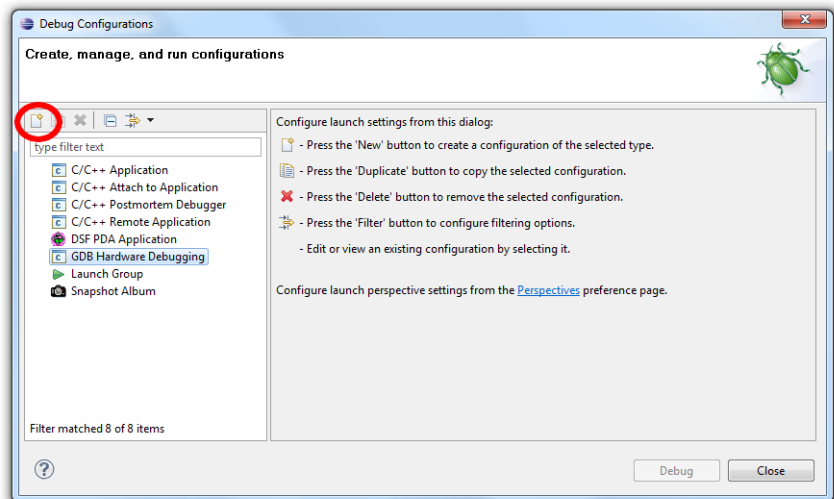 Debug Configurations
Create, manage, and run configurations
type filter text
C/C++ Application
C/C++ Attach to Application
C/C++ Postmortem Debugger
C/C++ Remote Application
DSF PDA Application
GDB Hardware Debugging
Launch Group
Snapshot Album
Filter matched 8 of 8 items
Configure launch settings from this dialog:
- Press the 'New' button to create a configuration of the selected type.
- Press the 'Duplicate' button to copy the selected configuration.
- Press the 'Delete' button to remove the selected configuration.
- Press the 'Filter' button to configure filtering options.
- Edit or view an existing configuration by selecting it.
Configure launch perspective settings from the Perspectives preference page.
Debug
Close